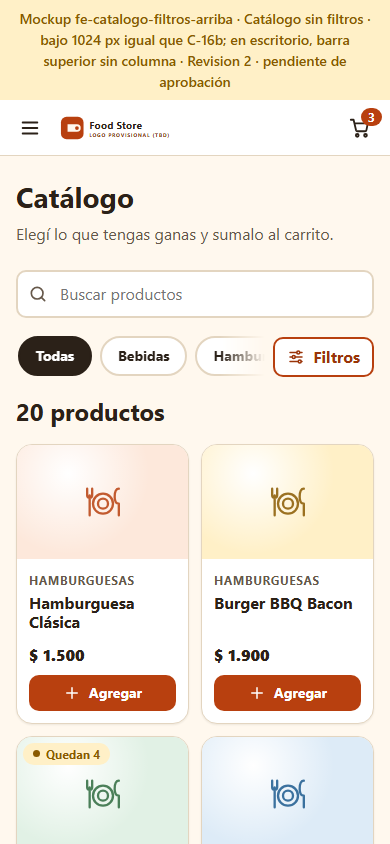 Mockup fe-catalogo-filtros-arriba · Catálogo sin filtros ·
bajo 1024 px igual que C-16b; en escritorio, barra
superior sin columna · Revision 2 · pendiente de
aprobación
Food Store
LOGO PROVISIONAL (TBD)
3
Catálogo
Elegí lo que tengas ganas y sumalo al carrito.
Buscar productos
Todas
Bebidas
Hambu
Filtros
20 productos
HAMBURGUESAS
Hamburguesa
Clásica
$ 1.500
Agregar
HAMBURGUESAS
Burger BBQ Bacon
$ 1.900
Agregar
Quedan 4